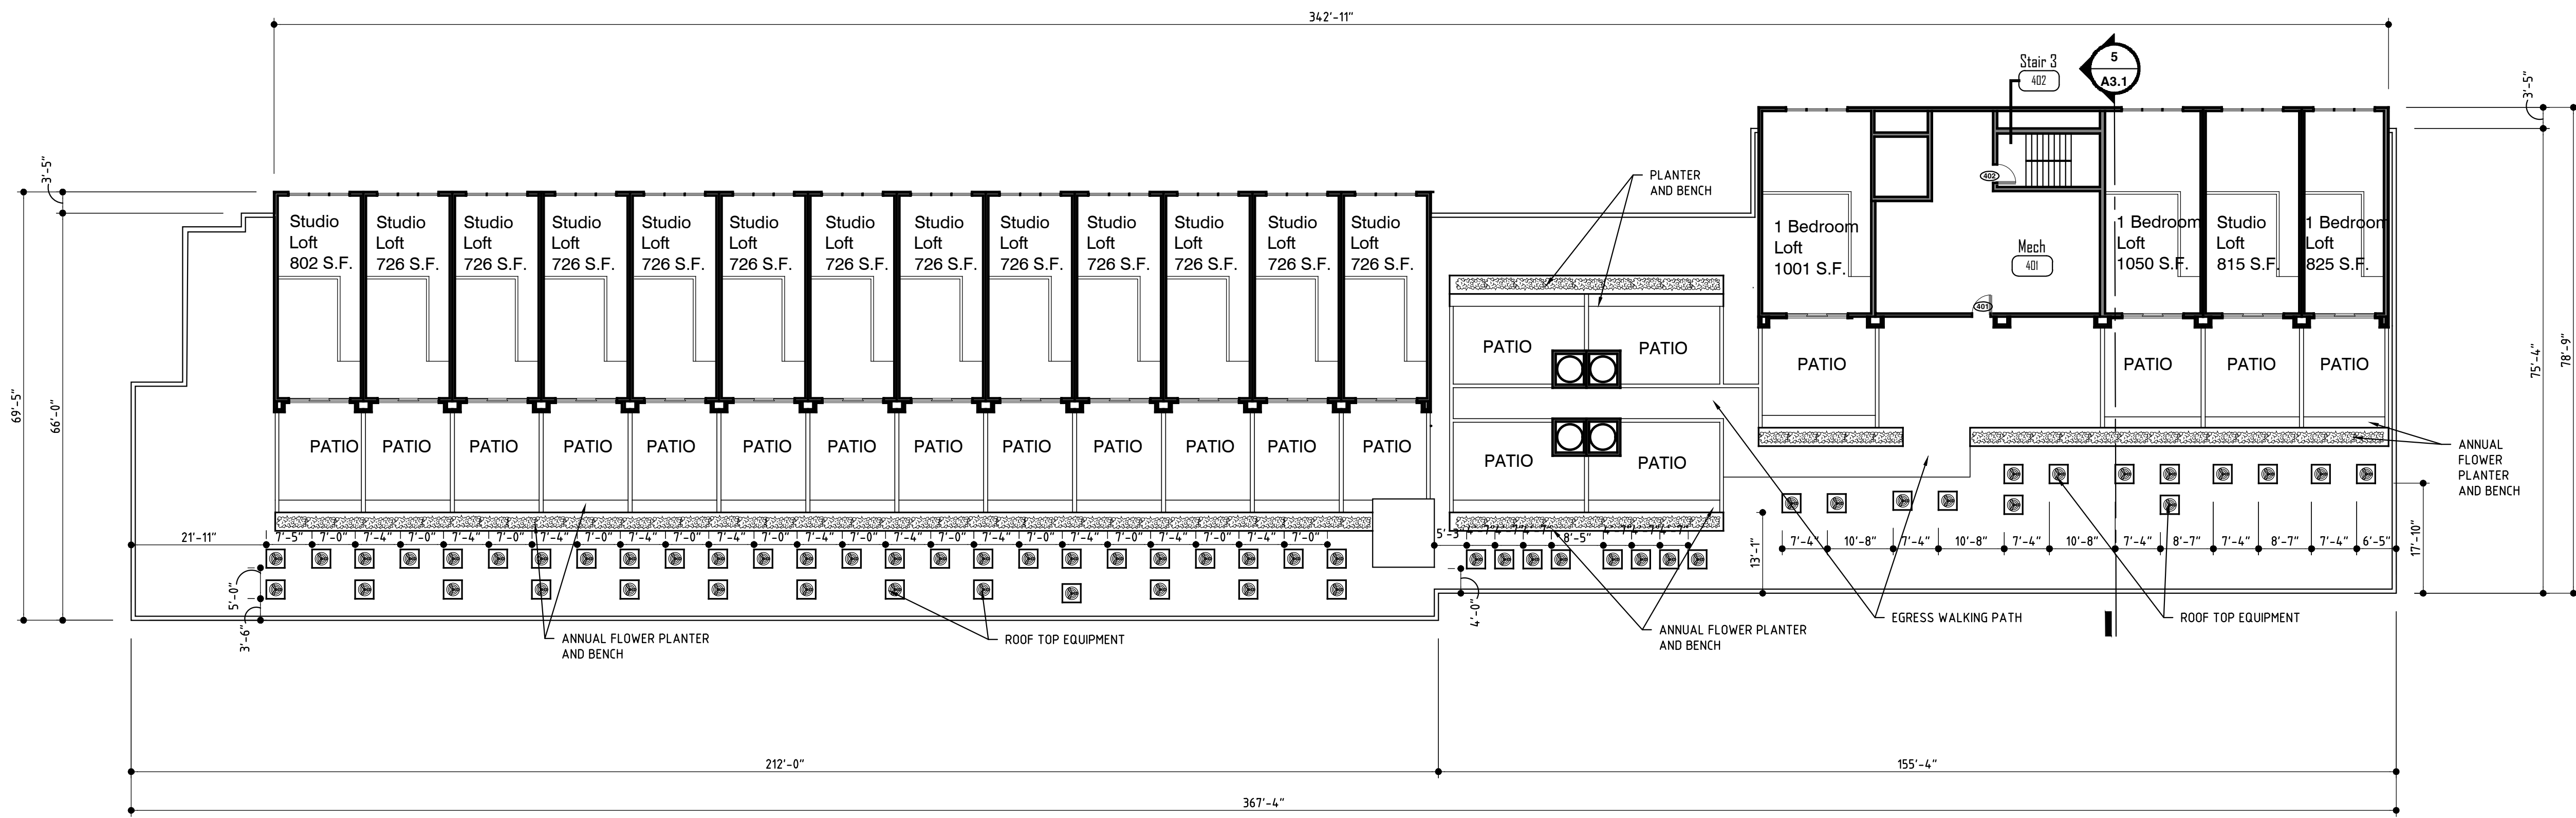 342'-11"
Stair 3
402
5
A3.1
3'-5"
3'-5"
69'-5"
66'-0"
75'-4"
78'-9"
PLANTER
AND BENCH
402
Studio
Loft
802 S.F.
Studio
Loft
726 S.F.
Studio
Loft
726 S.F.
Studio
Loft
726 S.F.
Studio
Loft
726 S.F.
Studio
Loft
726 S.F.
Studio
Loft
726 S.F.
Studio
Loft
726 S.F.
Studio
Loft
726 S.F.
Studio
Loft
726 S.F.
Studio
Loft
726 S.F.
Studio
Loft
726 S.F.
Studio
Loft
726 S.F.
1 Bedroom
Loft
1001 S.F.
Mech
401
401
1 Bedroom
Loft
1050 S.F.
Studio
Loft
815 S.F.
1 Bedroom
Loft
825 S.F.
PATIO
PATIO
PATIO
PATIO
PATIO
PATIO
PATIO PATIO PATIO PATIO PATIO PATIO PATIO PATIO PATIO PATIO PATIO PATIO PATIO
PATIO
PATIO
ANNUAL
FLOWER
PLANTER
AND BENCH
21'-11" 7'-5" 7'-0" 7'-4" 7'-0" 7'-4" 7'-0" 7'-4" 7'-0" 7'-4" 7'-0" 7'-4" 7'-0" 7'-4" 7'-0" 7'-4" 7'-0" 7'-4" 7'-0" 7'-4" 7'-0" 7'-4" 7'-0" 7'-4" 7'-0"
5'-3" 8'-5"
13'-1"
7'-4" 10'-8" 7'-4" 10'-8" 7'-4" 10'-8" 7'-4" 8'-7" 7'-4" 8'-7" 7'-4" 6'-5"
17'-10"
5'-0"
3'-6"
4'-0"
ANNUAL FLOWER PLANTER
AND BENCH
ROOF TOP EQUIPMENT
ANNUAL FLOWER PLANTER
AND BENCH
EGRESS WALKING PATH
ROOF TOP EQUIPMENT
212'-0"
155'-4"
367'-4"